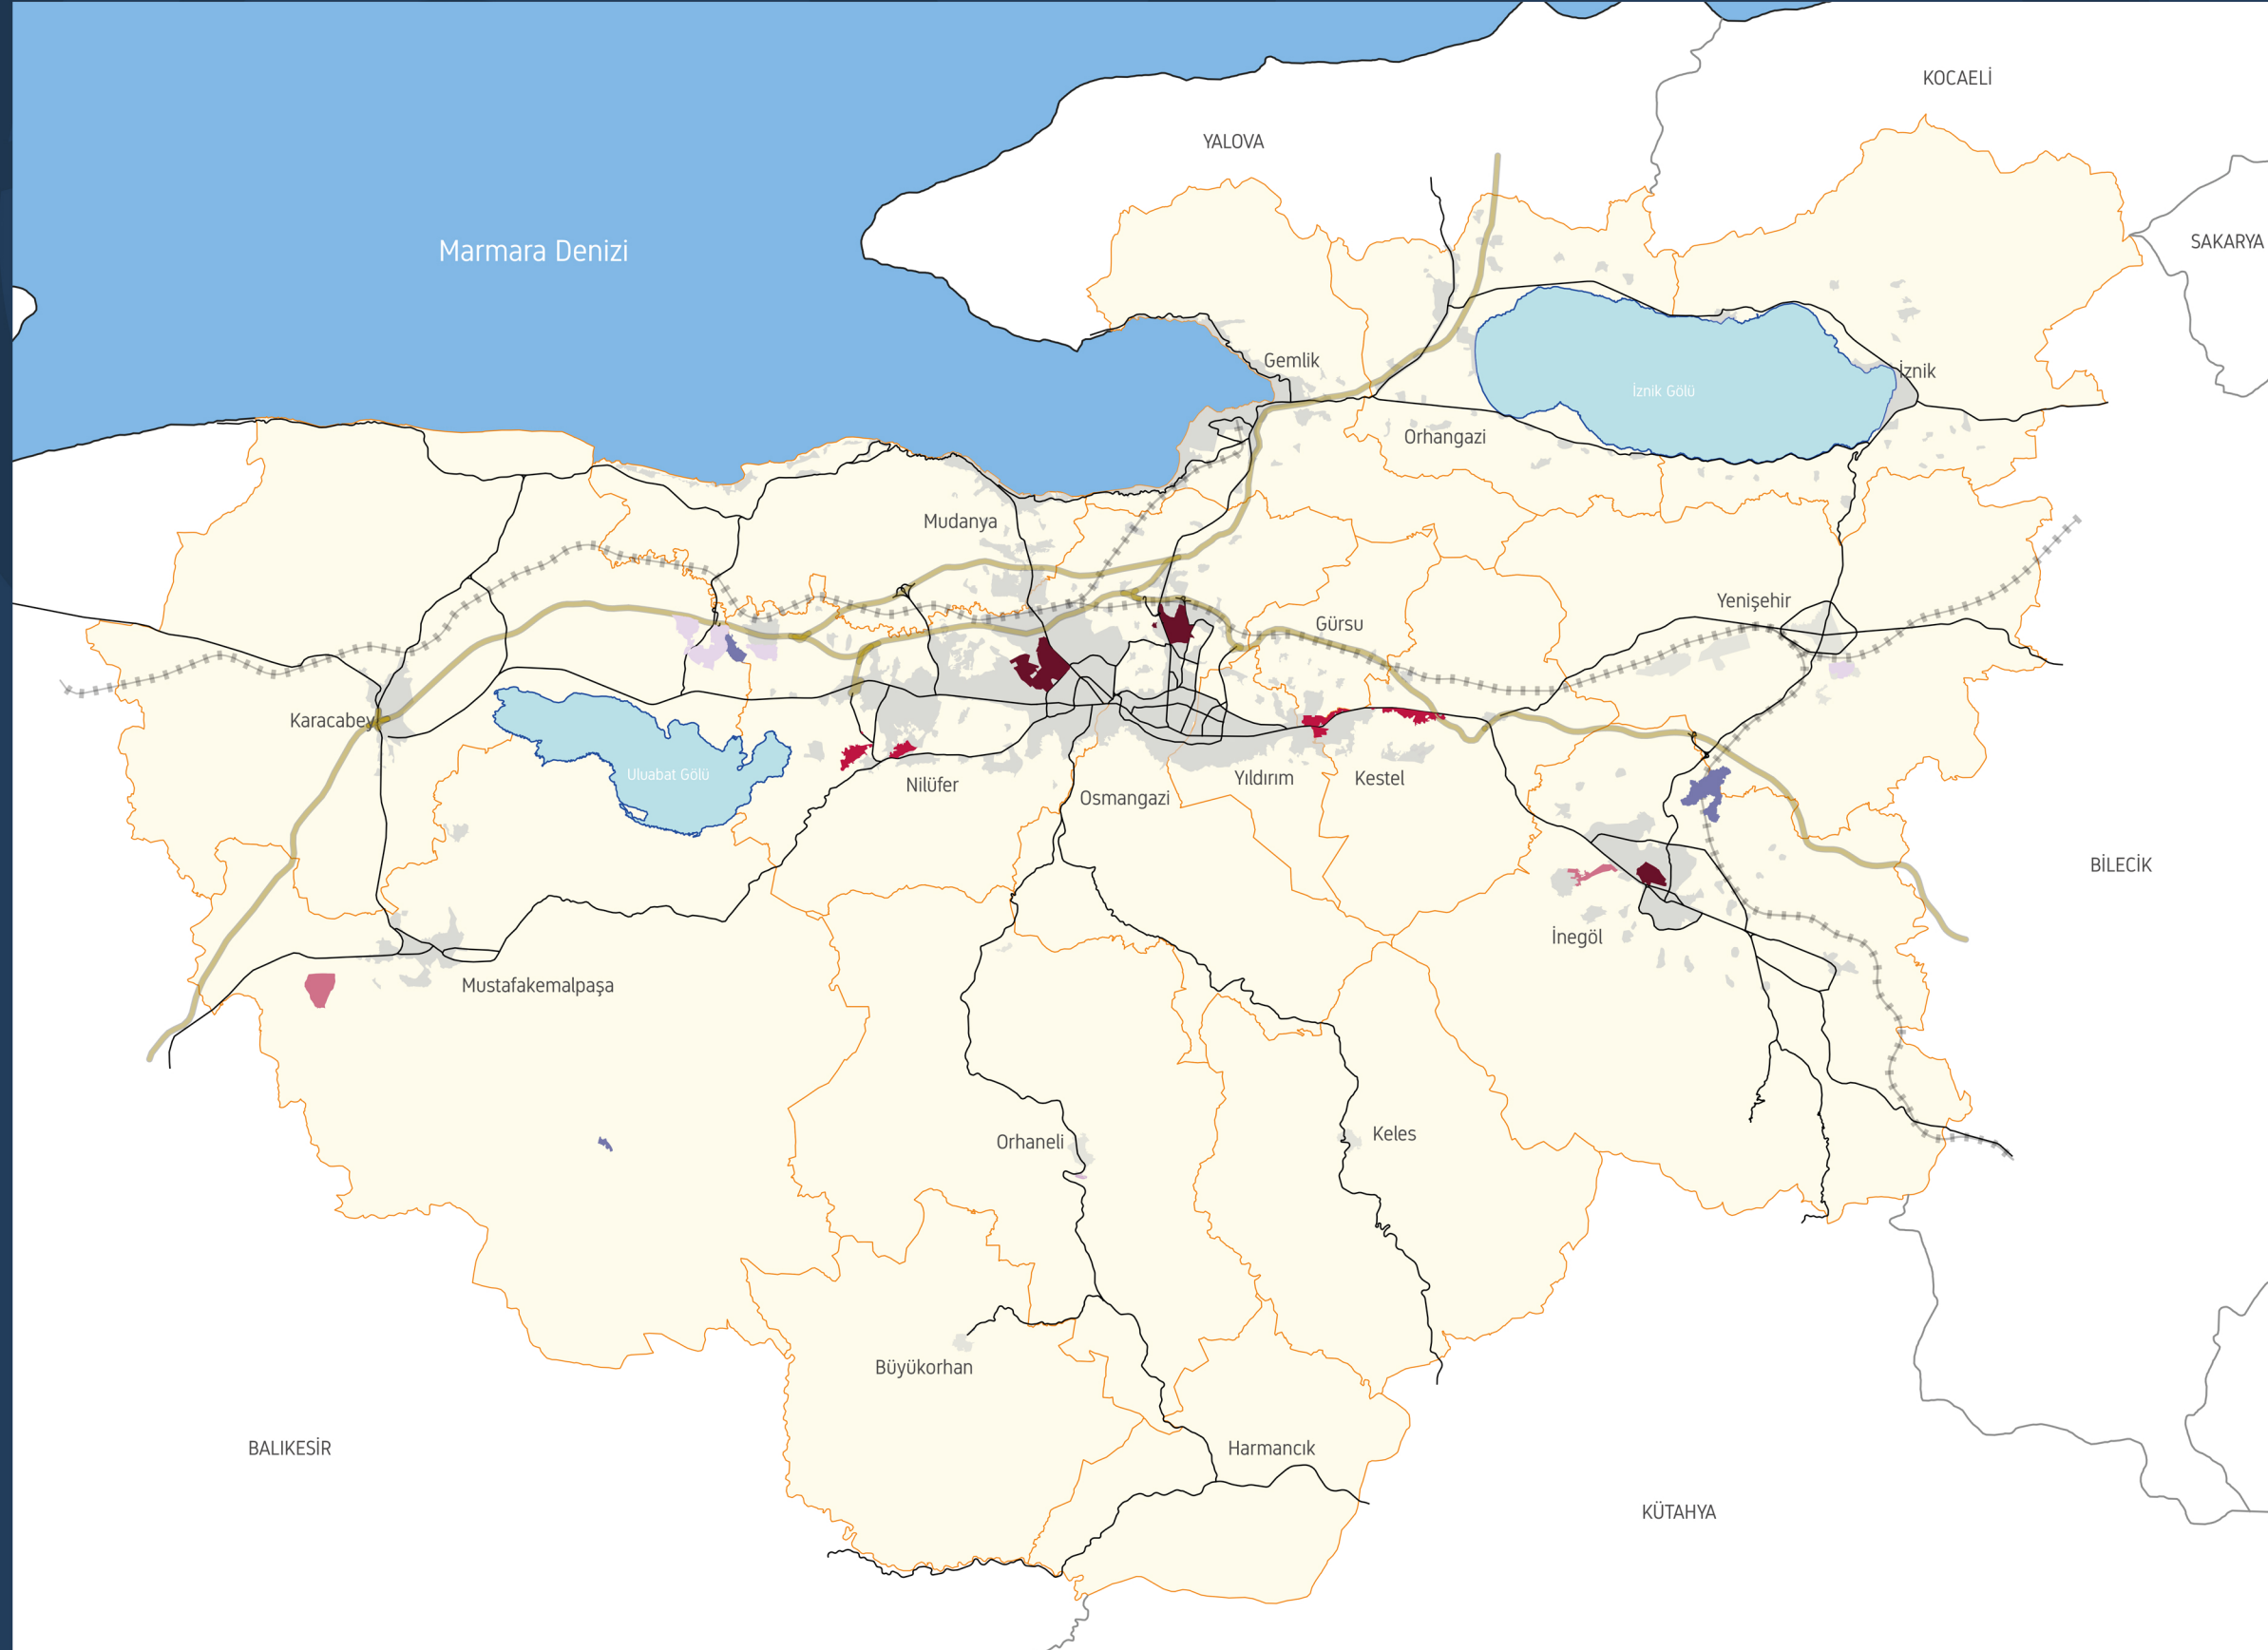 KOCAELİ
YALOVA
SAKARYA
Marmara Denizi
Gemlik
İznik
İznik Gölü
Orhangazi
Mudanya
Yenişehir
Gürsu
Karacabey
Uluabat Gölü
Nilüfer
Yıldırım
Kestel
Osmangazi
BİLECİK
İnegöl
Mustafakemalpaşa
Orhaneli
Keles
Büyükorhan
BALIKESİR
Harmancık
KÜTAHYA